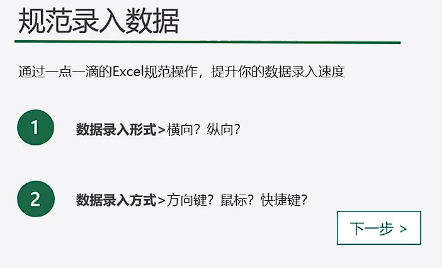 规范录入数据
通过一点一滴的Excel规范操作，提升你的数据录入速度
1 数据录入形式>横向？纵向？
2 数据录入方式>方向键？鼠标？快捷键？
下一步 >